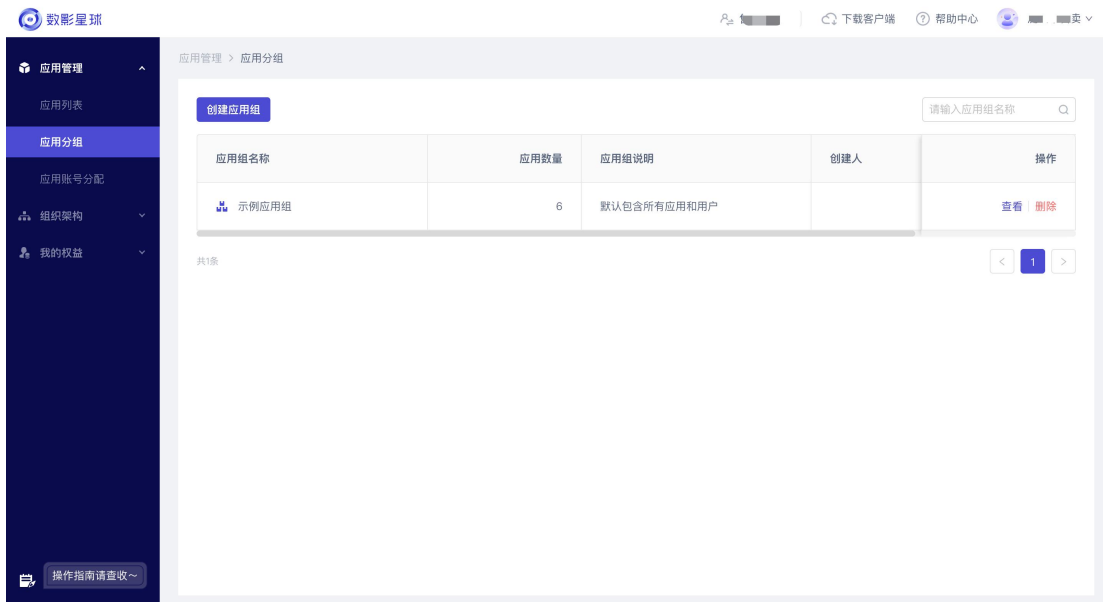 数影星球
下载客户端
帮助中心
卖
应用管理
应用列表
应用分组
应用账号分配
组织架构
我的权益
操作指南请查收～
应用管理 > 应用分组
创建应用组
请输入应用组名称
应用组名称 应用数量 应用组说明 创建人 操作
示例应用组 6 默认包含所有应用和用户 查看 删除
共1条
< 1 >